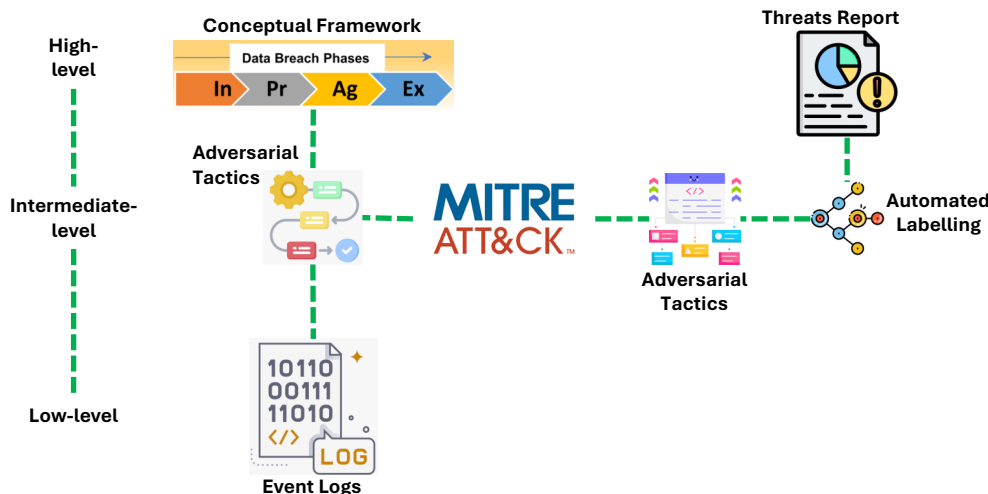 Conceptual Framework
Threats Report
High-
level
Data Breach Phases
In Pr Ag Ex
Adversarial
Tactics
Intermediate-
level
MITRE
ATT&CK™
</>
Automated
Labelling
Adversarial
Tactics
10110
00111
11010
</>
LOG
Low-level
Event Logs